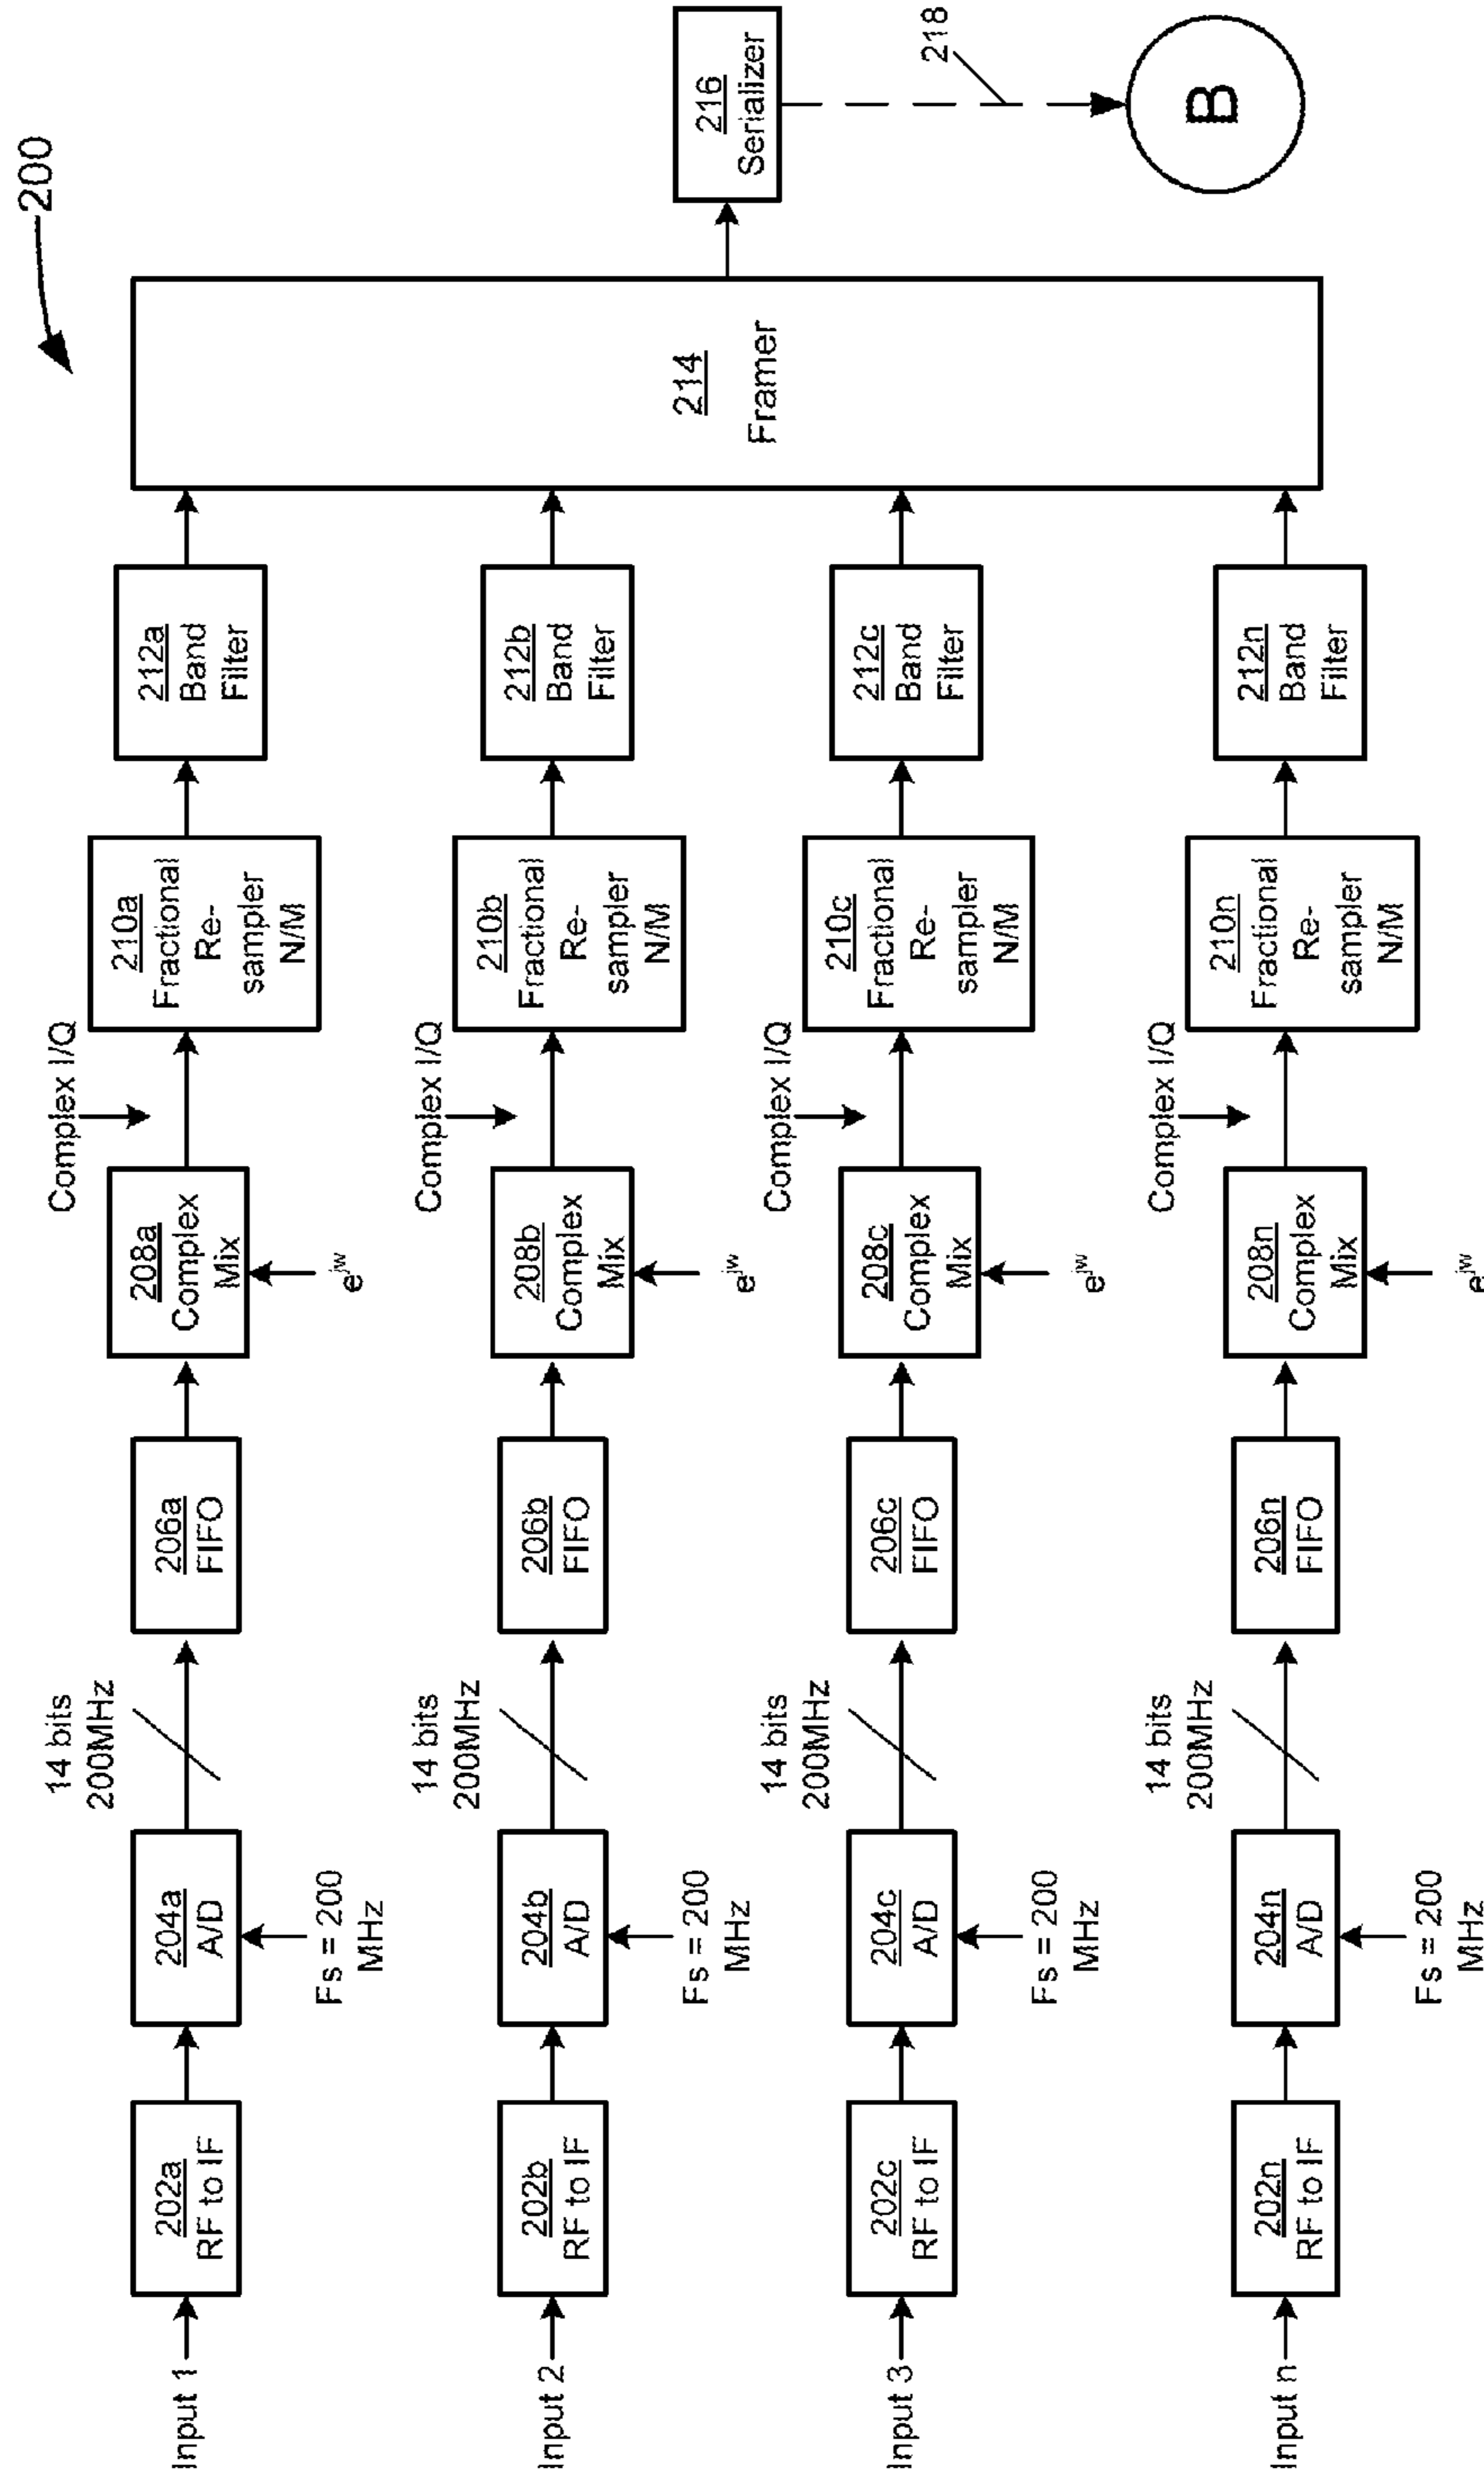 200
Input 1
202a
RF to IF
204a
A/D
Fs = 200
MHz
14 bits
200MHz
206a
FIFO
208a
Complex
Mix
e^jw
Complex I/Q
210a
Fractional
Re-
sampler
N/M
212a
Band
Filter
Input 2
202b
RF to IF
204b
A/D
Fs = 200
MHz
14 bits
200MHz
206b
FIFO
208b
Complex
Mix
e^jw
Complex I/Q
210b
Fractional
Re-
sampler
N/M
212b
Band
Filter
Input 3
202c
RF to IF
204c
A/D
Fs = 200
MHz
14 bits
200MHz
206c
FIFO
208c
Complex
Mix
e^jw
Complex I/Q
210c
Fractional
Re-
sampler
N/M
212c
Band
Filter
Input n
202n
RF to IF
204n
A/D
Fs = 200
MHz
14 bits
200MHz
206n
FIFO
208n
Complex
Mix
e^jw
Complex I/Q
210n
Fractional
Re-
sampler
N/M
212n
Band
Filter
214
Framer
216
Serializer
218
B